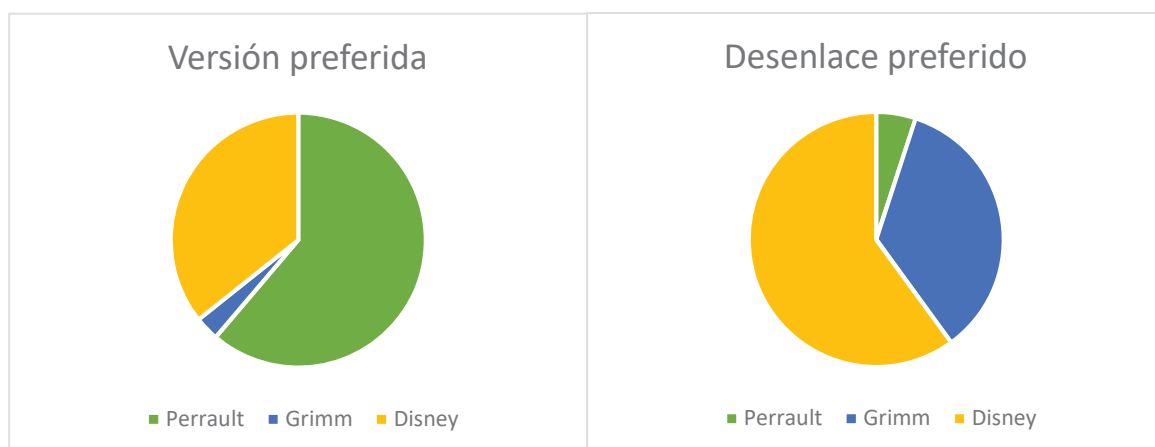 Versión preferida
Perrault Grimm Disney
Desenlace preferido
Perrault Grimm Disney